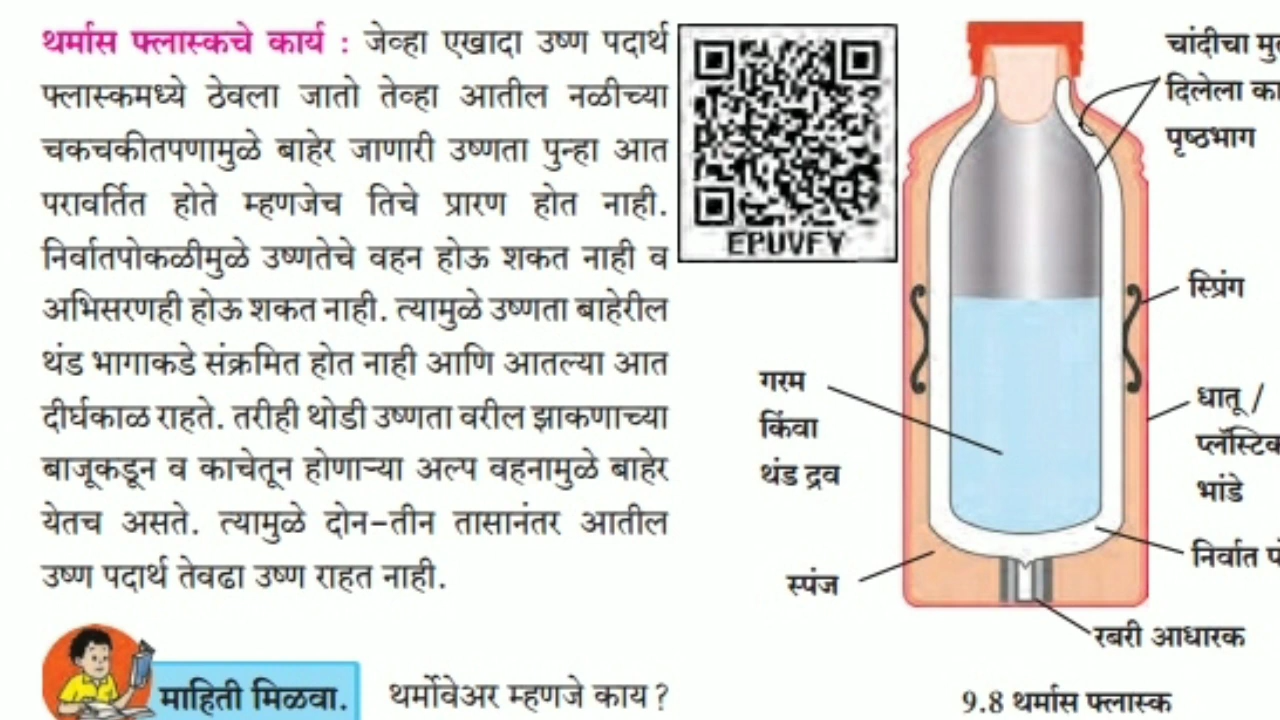 थर्मास फ्लास्कचे कार्य : जेव्हा एखादा उष्ण पदार्थ
फ्लास्कमध्ये ठेवला जातो तेव्हा आतील नळीच्या
चकचकीतपणामुळे बाहेर जाणारी उष्णता पुन्हा आत
परावर्तित होते म्हणजेच तिचे प्रारण होत नाही.
निर्वातपोकळीमुळे उष्णतेचे वहन होऊ शकत नाही व
अभिसरणही होऊ शकत नाही. त्यामुळे उष्णता बाहेरील
थंड भागाकडे संक्रमित होत नाही आणि आतल्या आत
दीर्घकाळ राहते. तरीही थोडी उष्णता वरील झाकणाच्या
बाजूकडून व काचेतून होणाऱ्या अल्प वहनामुळे बाहेर
येतच असते. त्यामुळे दोन-तीन तासानंतर आतील
उष्ण पदार्थ तेवढा उष्ण राहत नाही.
माहिती मिळवा.
थर्मोवेअर म्हणजे काय ?
EPUVFY
चांदीचा
दिलेला
पृष्ठभाग
स्प्रिंग
गरम
किंवा
थंड द्रव
धातू /
भांडे
निर्वात
स्पंज
रबरी आधारक
9.8 थर्मास फ्लास्क